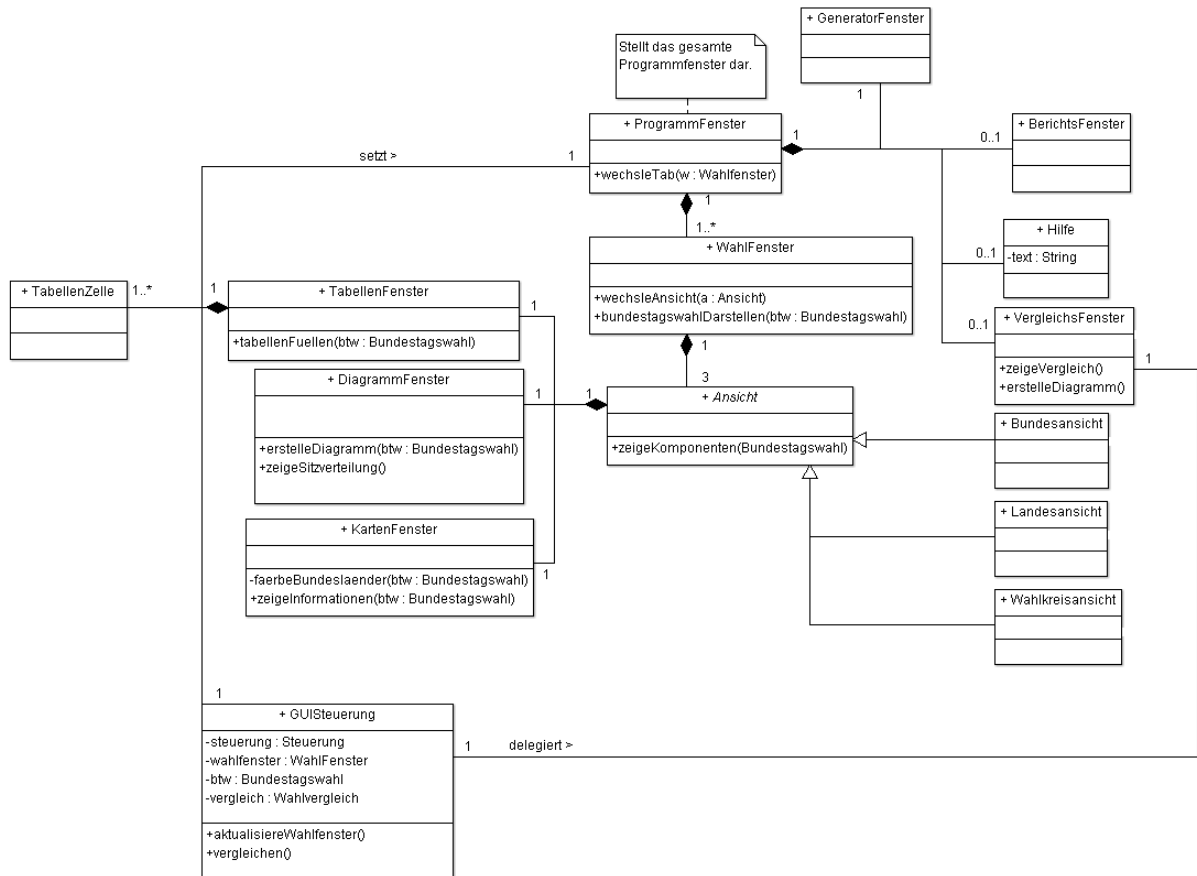 + GeneratorFenster
1
Stellt das gesamte
Programmfenster dar.
+ ProgrammFenster
+wechsleTab(w : Wahlfenster)
1
1
1
setzt >
0..1
+ BerichtsFenster
0..1
+ Hilfe
-text : String
1..*
+ WahlFenster
+wechsleAnsicht(a : Ansicht)
+bundestagswahlDarstellen(btw : Bundestagswahl)
1
3
+ TabellenZelle
1..*
1
+ TabellenFenster
+tabellenFuellen(btw : Bundestagswahl)
1
0..1
+ VergleichsFenster
+zeigeVergleich()
+erstelleDiagramm()
1
+ DiagrammFenster
+erstelleDiagramm(btw : Bundestagswahl)
+zeigeSitzverteilung()
1
1
+ Ansicht
+zeigeKomponenten(Bundestagswahl)
+ Bundesansicht
+ Landesansicht
+ KartenFenster
-faerbeBundeslaender(btw : Bundestagswahl)
+zeigeInformationen(btw : Bundestagswahl)
1
+ Wahlkreisansicht
1
+ GUISteuerung
-steuerung : Steuerung
-wahlfenster : WahlFenster
-btw : Bundestagswahl
-vergleich : Wahlvergleich
+aktualisiereWahlfenster()
+vergleichen()
1
delegiert >